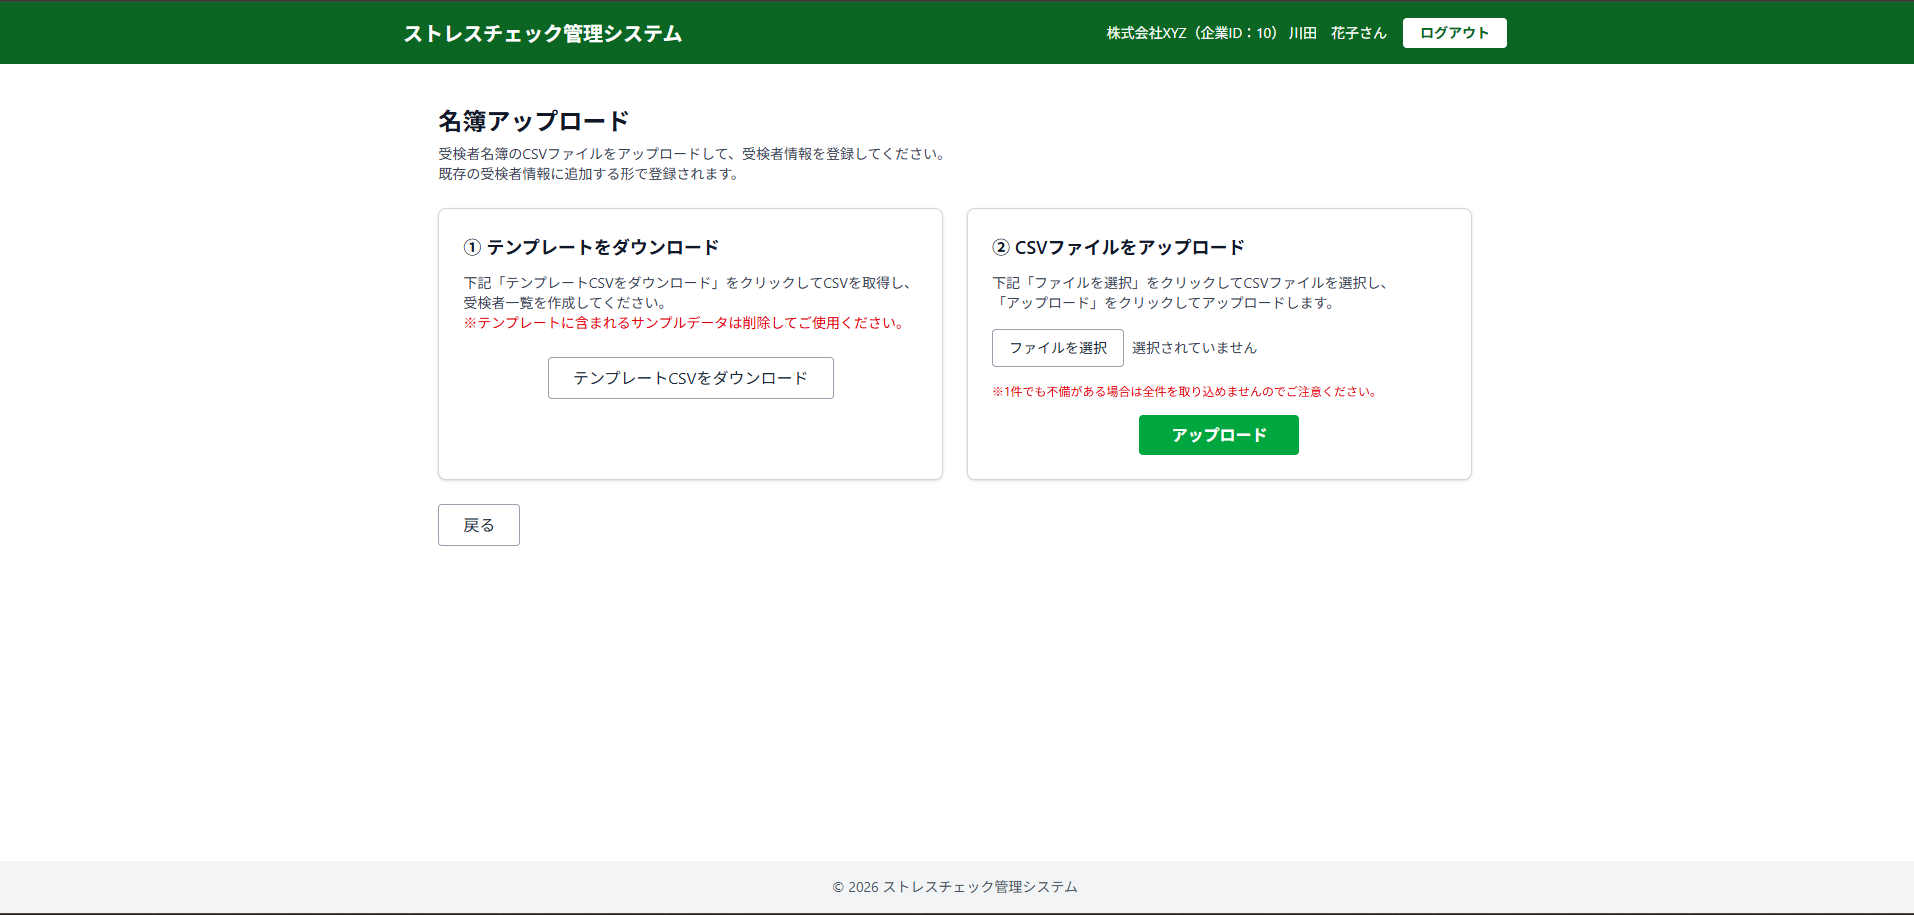 ストレスチェック管理システム
株式会社XYZ（企業ID：10） 川田　花子さん
ログアウト
名簿アップロード
受検者名簿のCSVファイルをアップロードして、受検者情報を登録してください。
既存の受検者情報に追加する形で登録されます。
① テンプレートをダウンロード
下記「テンプレートCSVをダウンロード」をクリックしてCSVを取得し、
受検者一覧を作成してください。
※テンプレートに含まれるサンプルデータは削除してご使用ください。
テンプレートCSVをダウンロード
② CSVファイルをアップロード
下記「ファイルを選択」をクリックしてCSVファイルを選択し、
「アップロード」をクリックしてアップロードします。
ファイルを選択 選択されていません
※1件でも不備がある場合は全件を取り込めませんのでご注意ください。
アップロード
戻る
© 2026 ストレスチェック管理システム